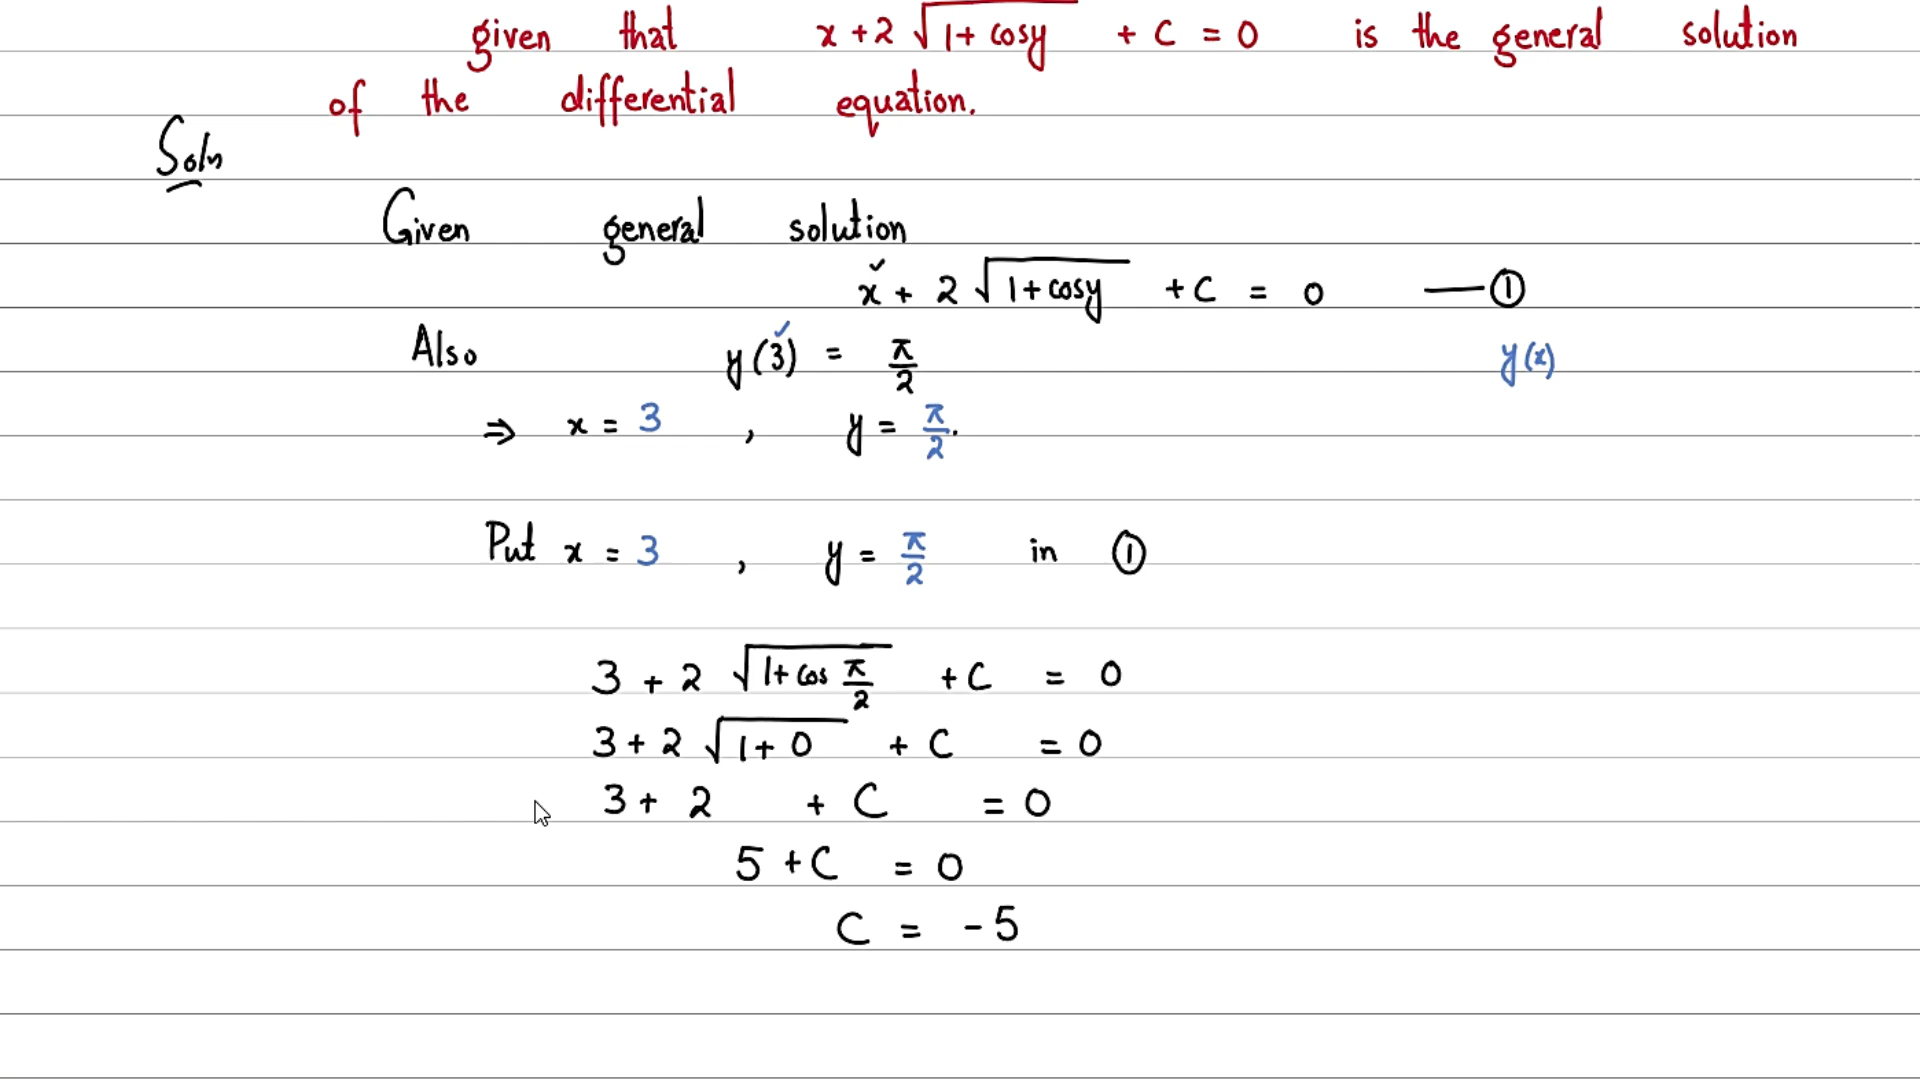 given that x + 2 √(1 + cosy) + C = 0 is the general solution
of the differential equation.
Soln
Given general solution
x + 2 √(1 + cosy) + C = 0 — ①
Also y(3) = π/2 y(x)
⇒ x = 3 , y = π/2.
Put x = 3 , y = π/2 in ①
3 + 2 √(1 + cos π/2) + C = 0
3 + 2 √(1 + 0) + C = 0
3 + 2 + C = 0
5 + C = 0
C = -5